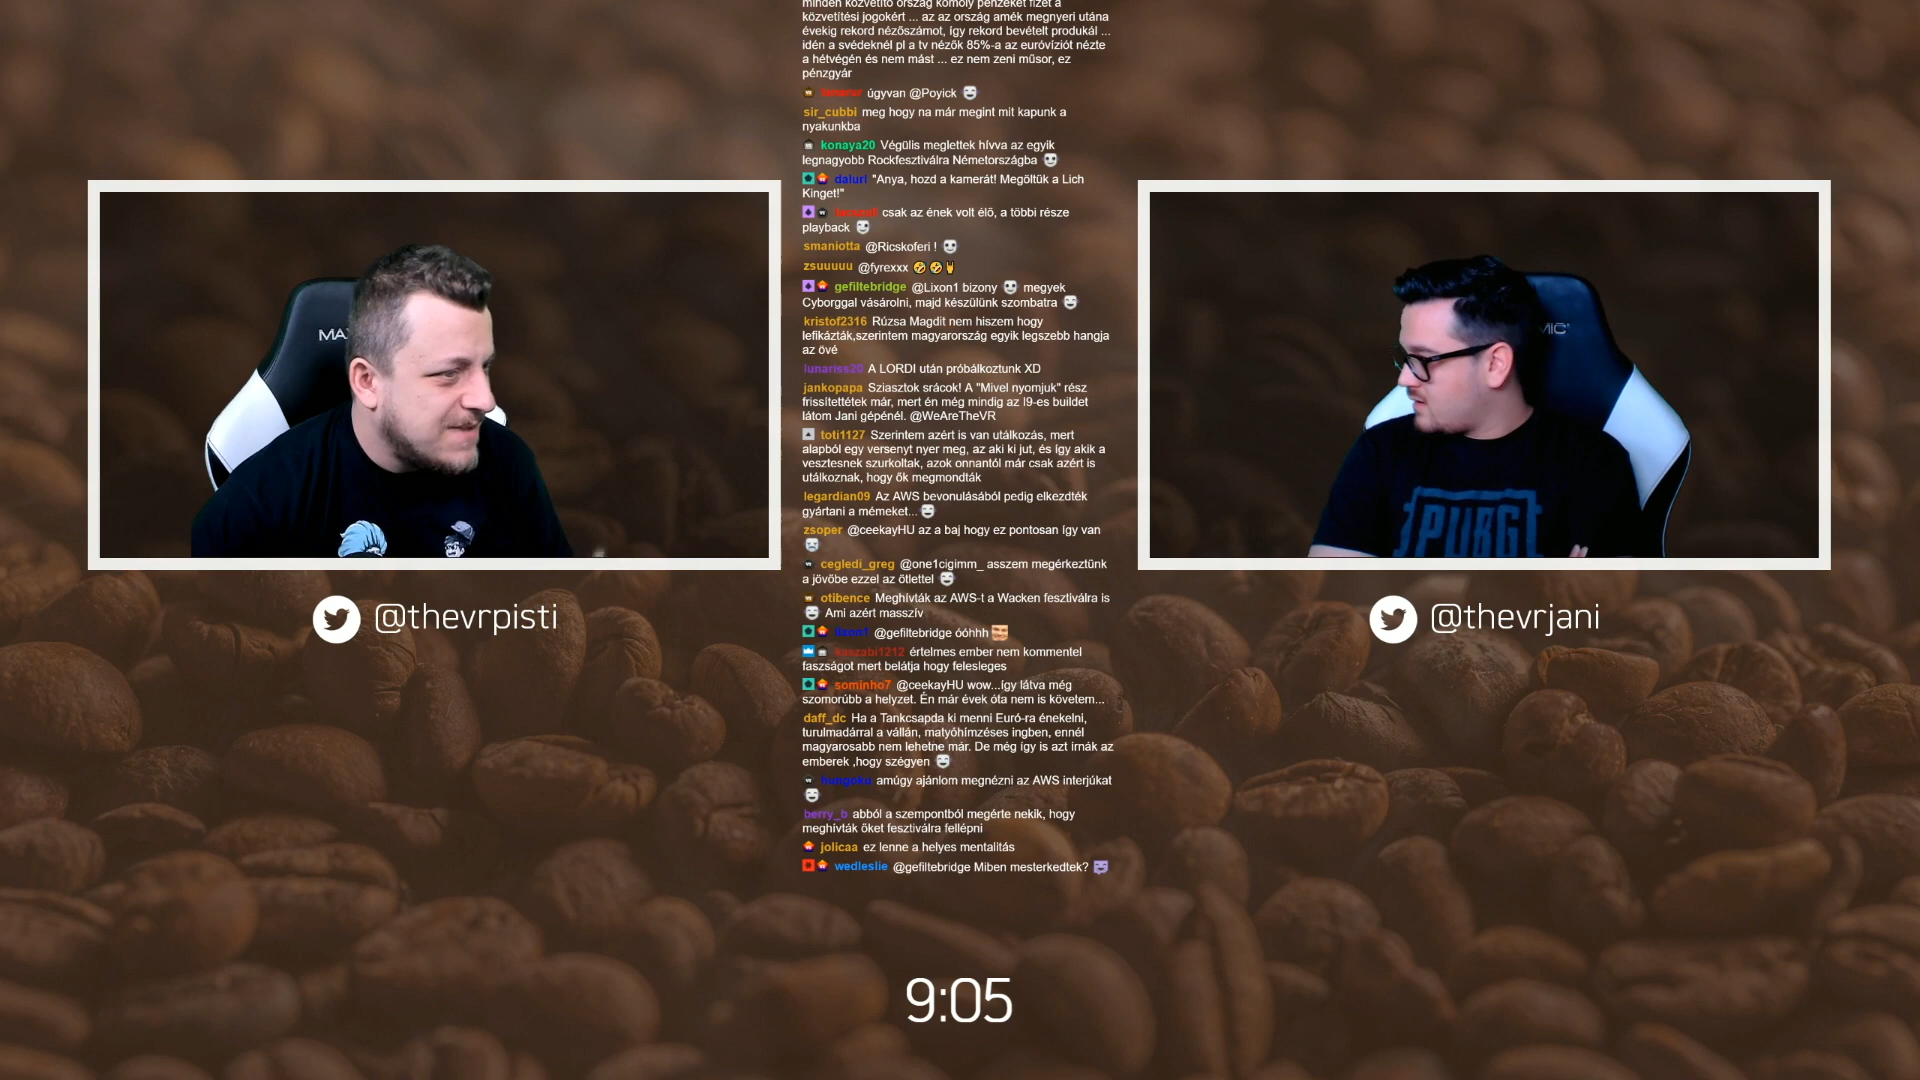 minden közvetítő ország komoly pénzeket fizet a
közvetítési jogokért ... az az ország amék megnyeri utána
évekig rekord nézőszámot, így rekord bevételt produkál ...
idén a svédeknél pl a tv nézők 85%-a az euróvíziót nézte
a hétvégén és nem mást ... ez nem zeni műsor, ez
pénzgyár
úgyvan @Poyick
sir_cubbi meg hogy na már megint mit kapunk a
nyakunkba
konaya20 Végülis meglettek hívva az egyik
legnagyobb Rockfesztiválra Németországba
daluri "Anya, hozd a kamerát! Megöltük a Lich
Kinget!"
csak az ének volt élő, a többi része
playback
smaniotta @Ricskoferi !
zsuuuuu @fyrexxx
gefiltebridge @Lixon1 bizony megyek
Cyborggal vásárolni, majd készülünk szombatra
kristof2316 Rúzsa Magdit nem hiszem hogy
lefikázták,szerintem magyarország egyik legszebb hangja
az övé
lunariss20 A LORDI után próbálkoztunk XD
jankopapa Sziasztok srácok! A "Mivel nyomjuk" rész
frissítettétek már, mert én még mindig az I9-es buildet
látom Jani gépénél. @WeAreTheVR
toti1127 Szerintem azért is van utálkozás, mert
alapból egy versenyt nyer meg, az aki ki jut, és így akik a
vesztesnek szurkoltak, azok onnantól már csak azért is
utálkoznak, hogy ők megmondták
legardian09 Az AWS bevonulásából pedig elkezdték
gyártani a mémeket...
zsoper @ceekayHU az a baj hogy ez pontosan így van
cegledi_greg @one1cigimm_ asszem megérkeztünk
a jövőbe ezzel az ötlettel
otibence Meghívták az AWS-t a Wacken fesztiválra is
Ami azért masszív
lixon1 @gefiltebridge óóhhh
kaszabi1212 értelmes ember nem kommentel
faszságot mert belátja hogy felesleges
sominho7 @ceekayHU wow...így látva még
szomorúbb a helyzet. Én már évek óta nem is követem...
daff_dc Ha a Tankcsapda ki menni Euró-ra énekelni,
turulmadárral a vállán, matyóhímzéses ingben, ennél
magyarosabb nem lehetne már. De még így is azt írnák az
emberek ,hogy szégyen
hungoku amúgy ajánlom megnézni az AWS interjúkat
berry_b abból a szempontból megérte nekik, hogy
meghívták őket fesztiválra fellépni
jolicaa ez lenne a helyes mentalitás
wedleslie @gefiltebridge Miben mesterkedtek?
MA
MIC
PUBG
@thevrpisti
@thevrjani
9:05